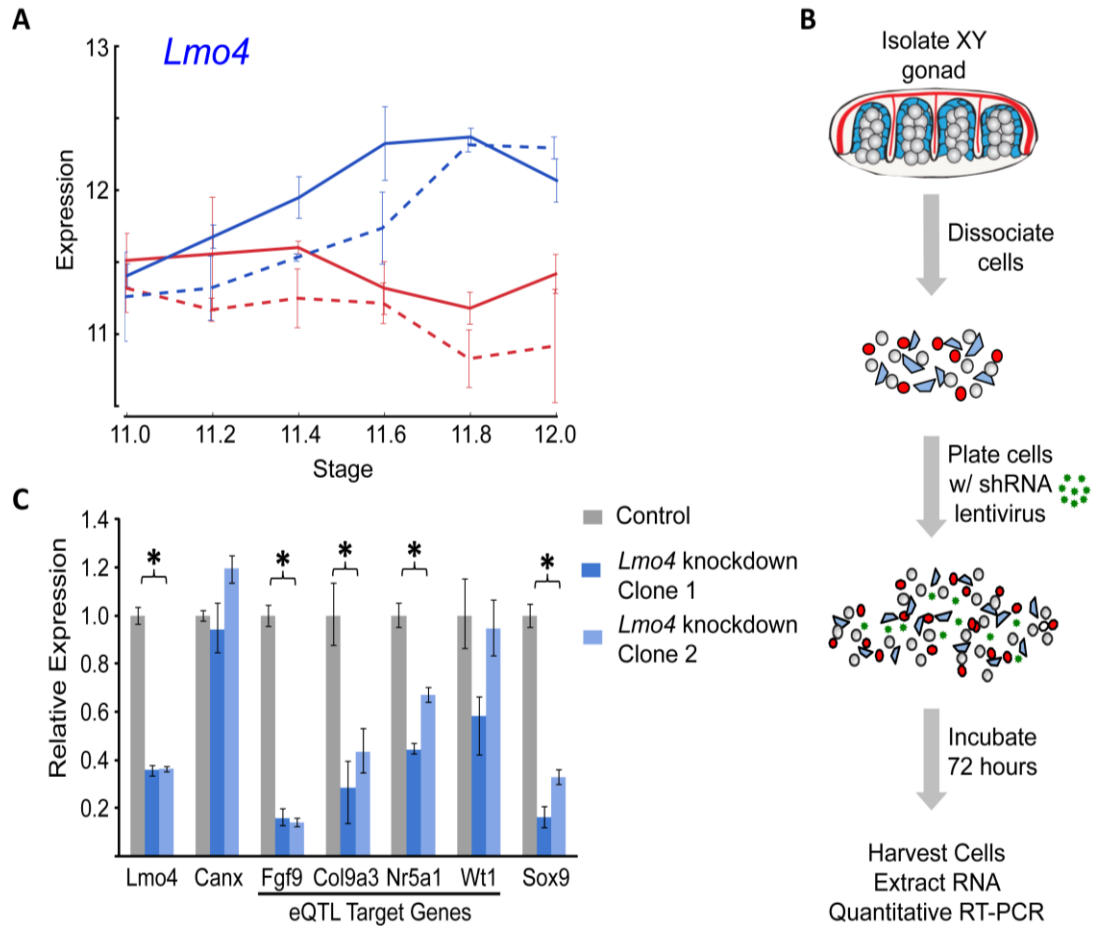 A
Lmo4
13
12
11
Expression
11.0 11.2 11.4 11.6 11.8 12.0
Stage
B
Isolate XY
gonad
Dissociate
cells
Plate cells
w/ shRNA
lentivirus
Incubate
72 hours
Harvest Cells
Extract RNA
Quantitative RT-PCR
C
1.4
1.2
1.0
0.8
0.6
0.4
0.2
Relative Expression
* * * * *
Lmo4 Canx Fgf9 Col9a3 Nr5a1 Wt1 Sox9
eQTL Target Genes
Control
Lmo4 knockdown
Clone 1
Lmo4 knockdown
Clone 2